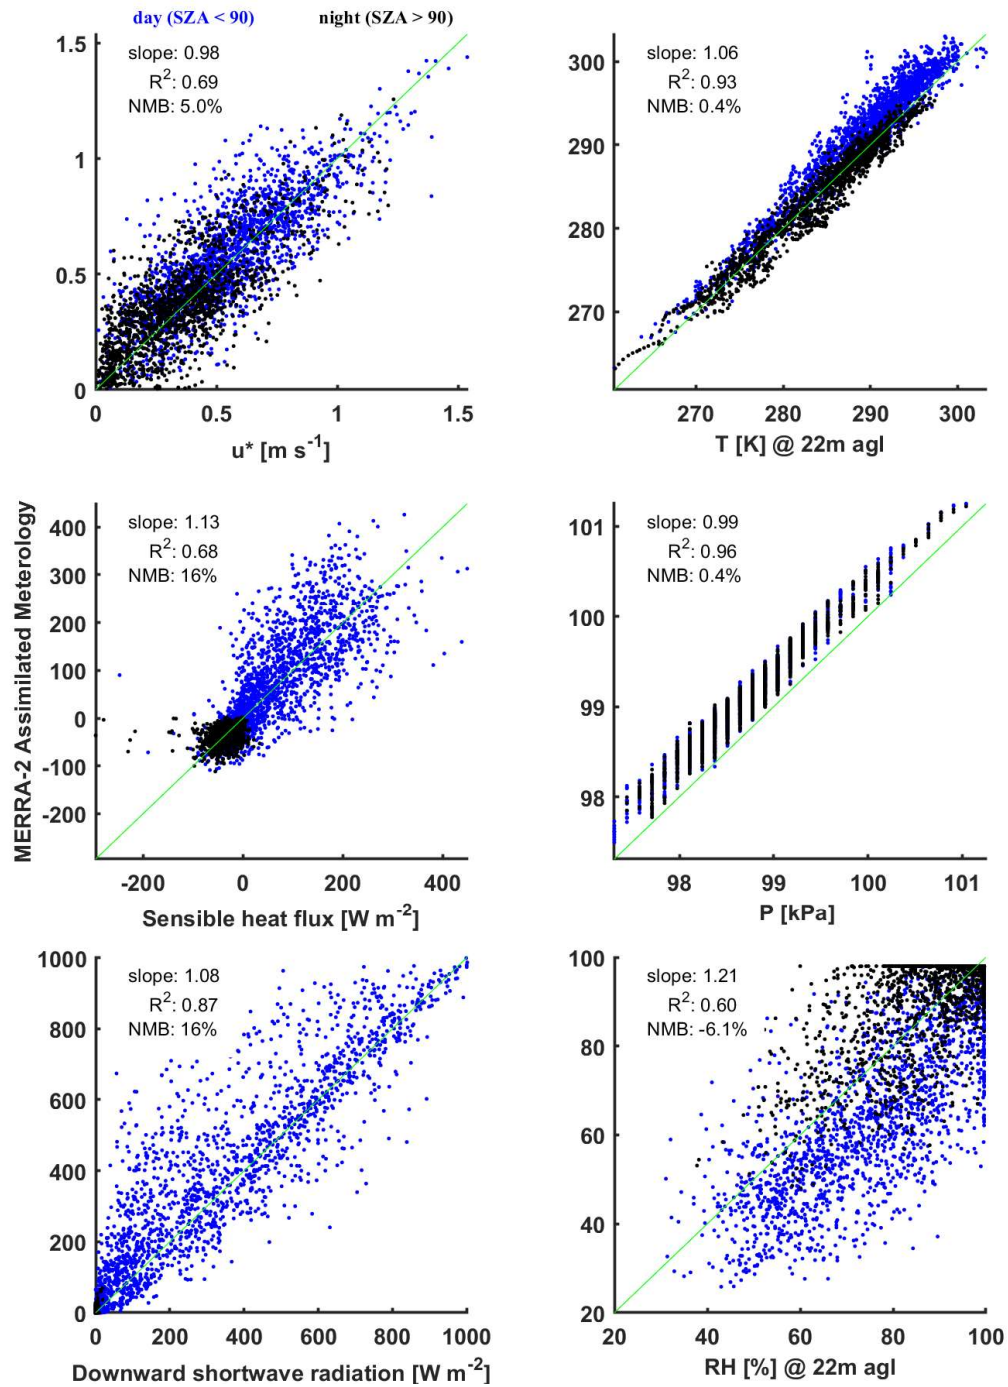 day (SZA < 90) night (SZA > 90)
slope: 0.98
R²: 0.69
NMB: 5.0%
1.5
1
0.5
0
0 0.5 1 1.5
u* [m s⁻¹]
slope: 1.06
R²: 0.93
NMB: 0.4%
300
290
280
270
270 280 290 300
T [K] @ 22m agl
MERRA-2 Assimilated Meterology
slope: 1.13
R²: 0.68
NMB: 16%
400
300
200
100
0
-100
-200
-200 0 200 400
Sensible heat flux [W m⁻²]
slope: 0.99
R²: 0.96
NMB: 0.4%
101
100
99
98
98 99 100 101
P [kPa]
slope: 1.08
R²: 0.87
NMB: 16%
1000
800
600
400
200
0
0 200 400 600 800 1000
Downward shortwave radiation [W m⁻²]
slope: 1.21
R²: 0.60
NMB: -6.1%
100
80
60
40
20
20 40 60 80 100
RH [%] @ 22m agl